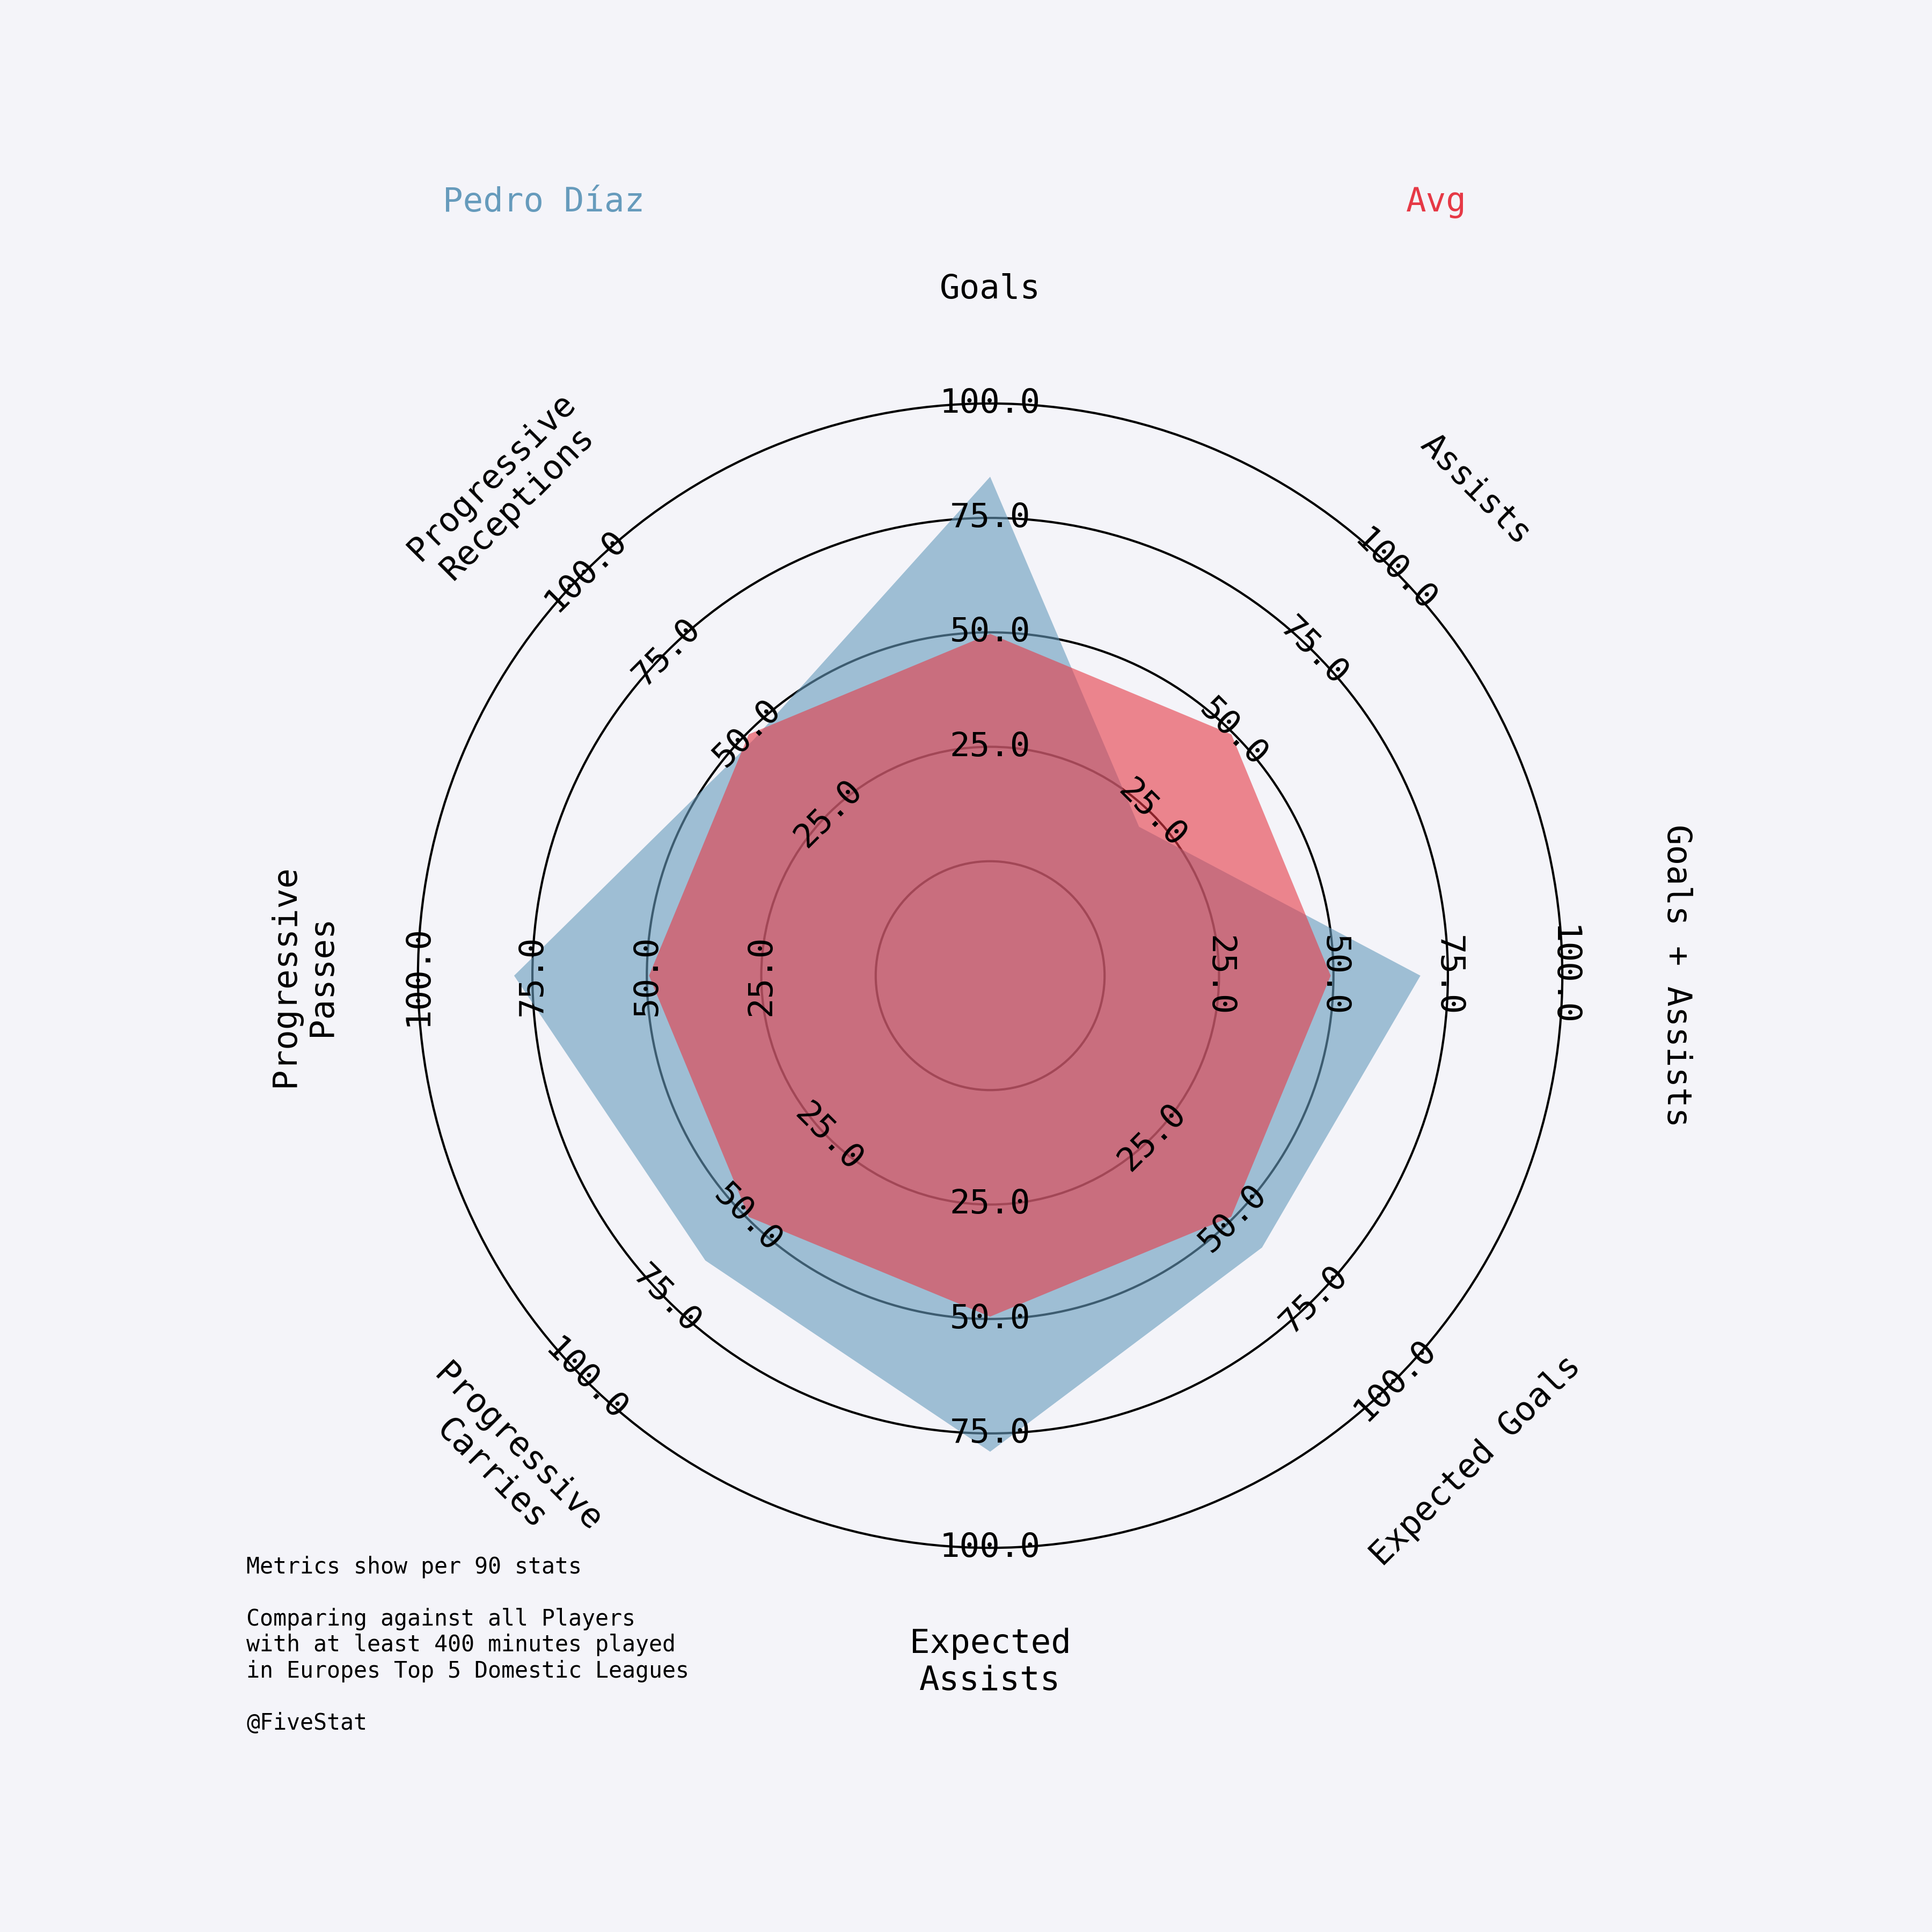 Pedro Díaz
Avg
Goals
Assists
Goals + Assists
Expected Goals
Expected
Assists
Progressive
Carries
Progressive
Passes
Progressive
Receptions
25.0
50.0
75.0
100.0
25.0
50.0
75.0
100.0
25.0
50.0
75.0
100.0
25.0
50.0
75.0
100.0
25.0
50.0
75.0
100.0
25.0
50.0
75.0
100.0
25.0
50.0
75.0
100.0
25.0
50.0
75.0
100.0
Metrics show per 90 stats
Comparing against all Players
with at least 400 minutes played
in Europes Top 5 Domestic Leagues
@FiveStat